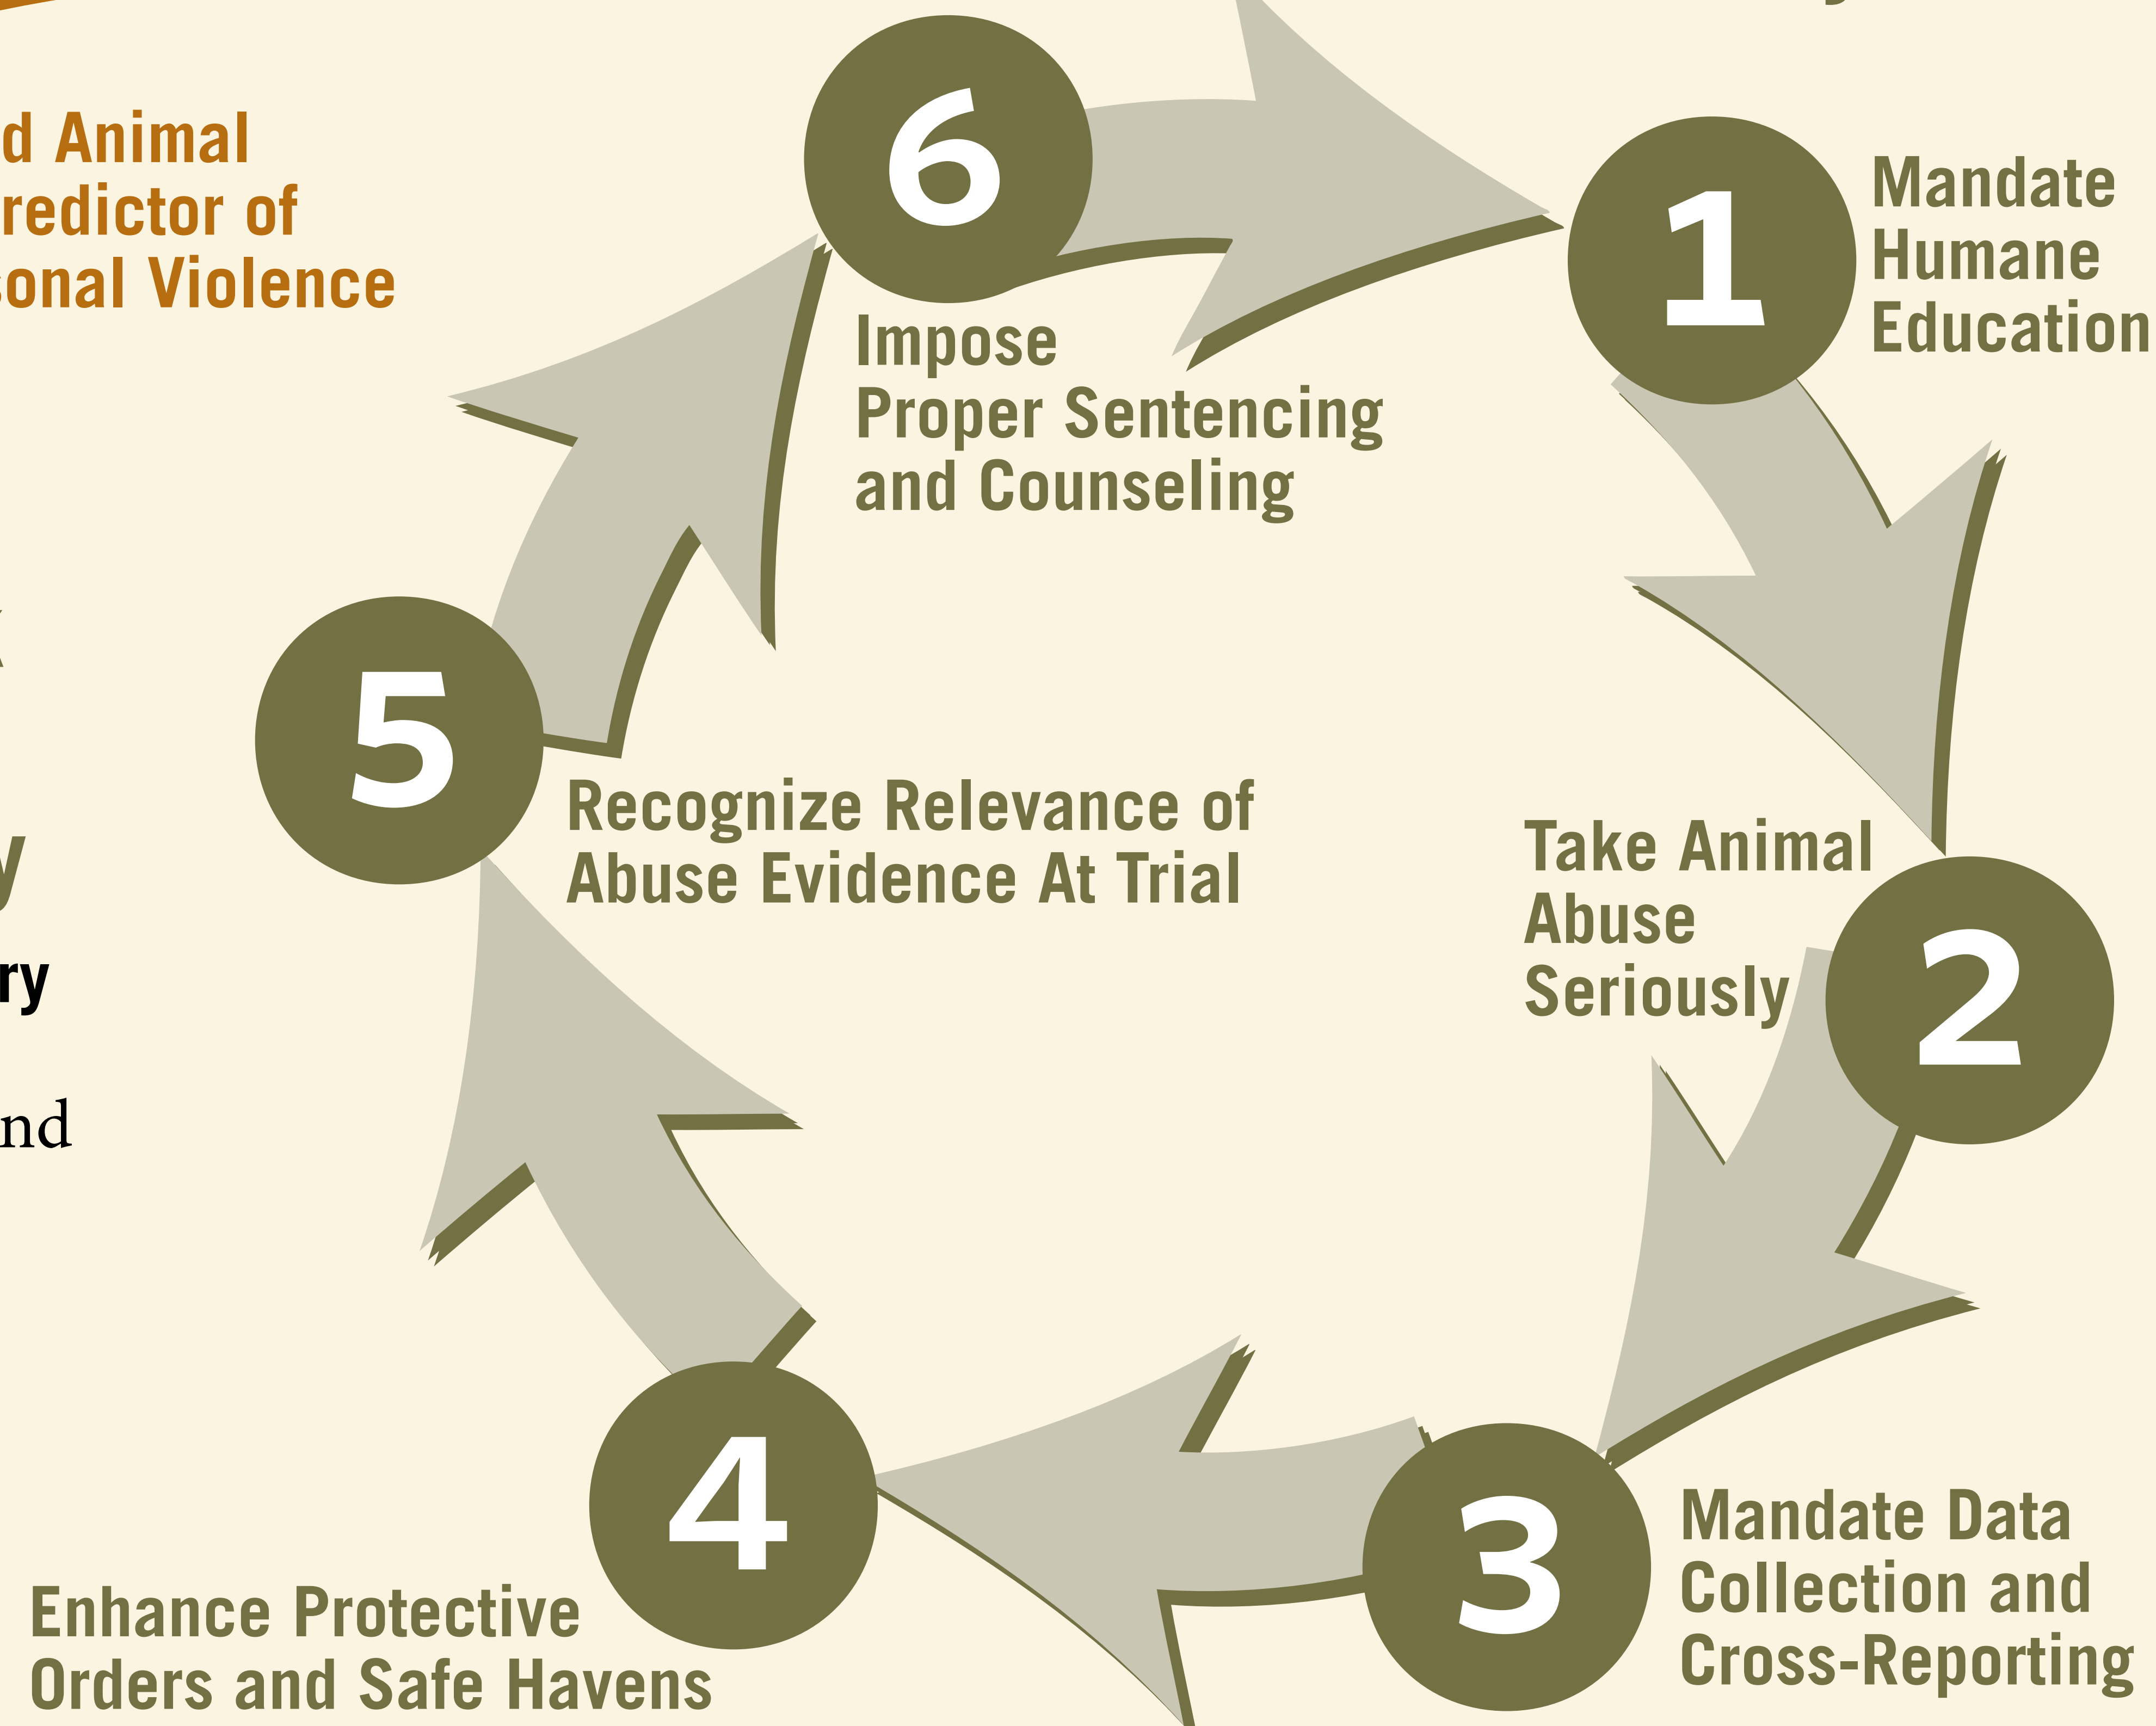 d Animal
redictor of
onal Violence
6
Impose
Proper Sentencing
and Counseling
1
Mandate
Humane
Education
5
Recognize Relevance of
Abuse Evidence At Trial
Take Animal
Abuse
Seriously
2
y
ry
nd
4
Enhance Protective
Orders and Safe Havens
3
Mandate Data
Collection and
Cross-Reporting